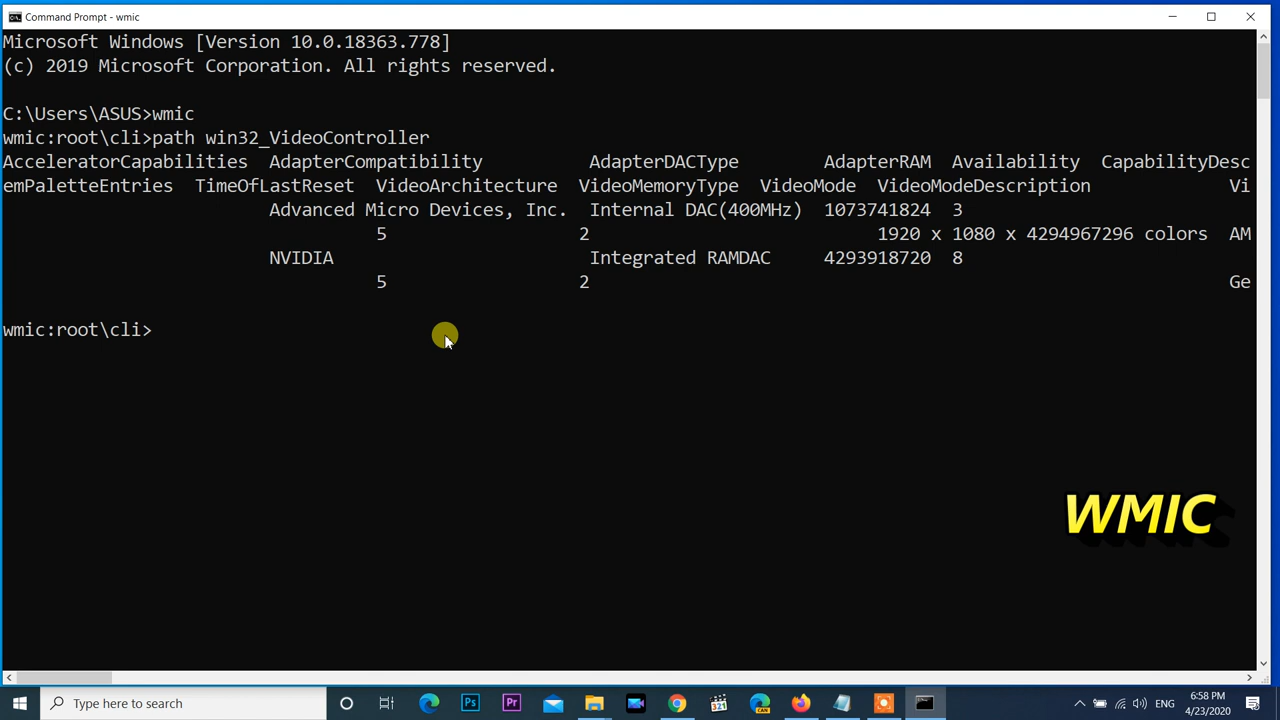 Command Prompt - wmic
Microsoft Windows [Version 10.0.18363.778]
(c) 2019 Microsoft Corporation. All rights reserved.
C:\Users\ASUS>wmic
wmic:root\cli>path win32_VideoController
AcceleratorCapabilities AdapterCompatibility AdapterDACType AdapterRAM Availability CapabilityDesc
emPaletteEntries TimeOfLastReset VideoArchitecture VideoMemoryType VideoMode VideoModeDescription Vi
Advanced Micro Devices, Inc. Internal DAC(400MHz) 1073741824 3
5 2 1920 x 1080 x 4294967296 colors AM
NVIDIA Integrated RAMDAC 4293918720 8
5 2 Ge
wmic:root\cli>
WMIC
Type here to search
Ps
Pr
321
CAN
ENG
6:58 PM
4/23/2020